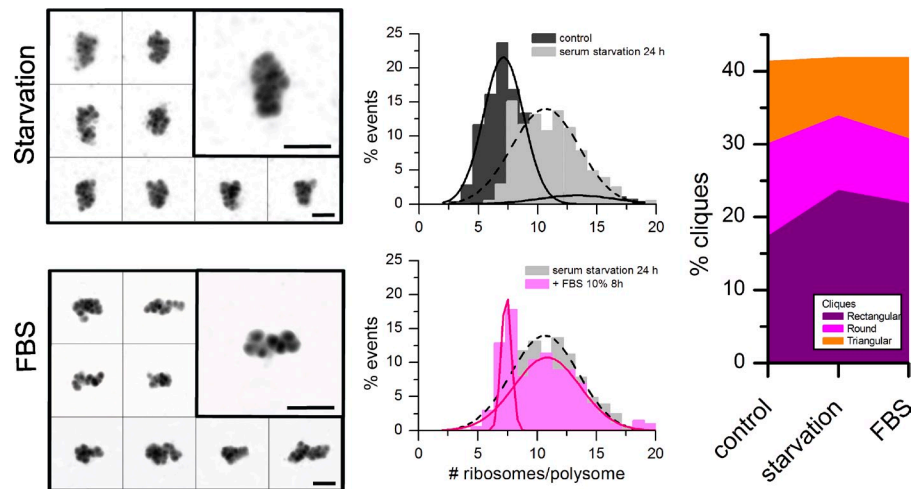 Starvation
FBS
% events
25
20
15
10
5
0
control
serum starvation 24 h
0
5
10
15
20
% events
25
20
15
10
5
0
serum starvation 24 h
+ FBS 10% 8h
0
5
10
15
20
# ribosomes/polysome
% cliques
40
30
20
10
0
Cliques
Rectangular
Round
Triangular
control
starvation
FBS